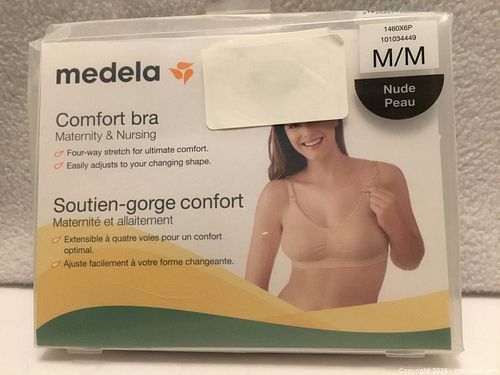 1460X6P
101034449
M/M
Nude
Peau
medela
Comfort bra
Maternity & Nursing
Four-way stretch for ultimate comfort.
Easily adjusts to your changing shape.
Soutien-gorge confort
Maternité et allaitement
Extensible à quatre voies pour un confort
optimal.
Ajuste facilement à votre forme changeante.